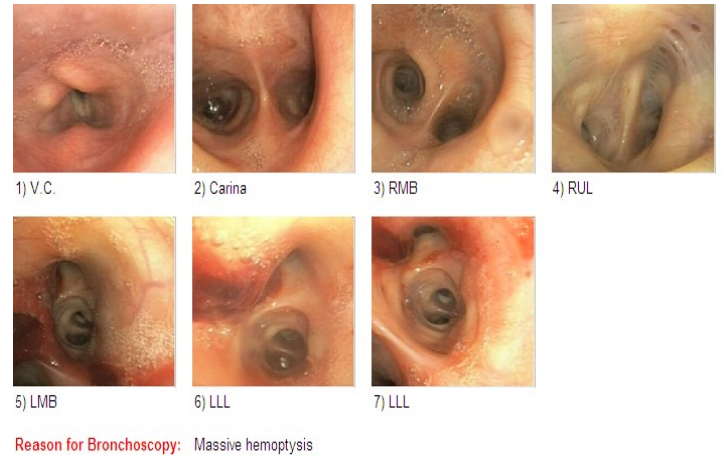 1) V.C.
2) Carina
3) RMB
4) RUL
5) LMB
6) LLL
7) LLL
Reason for Bronchoscopy: Massive hemoptysis